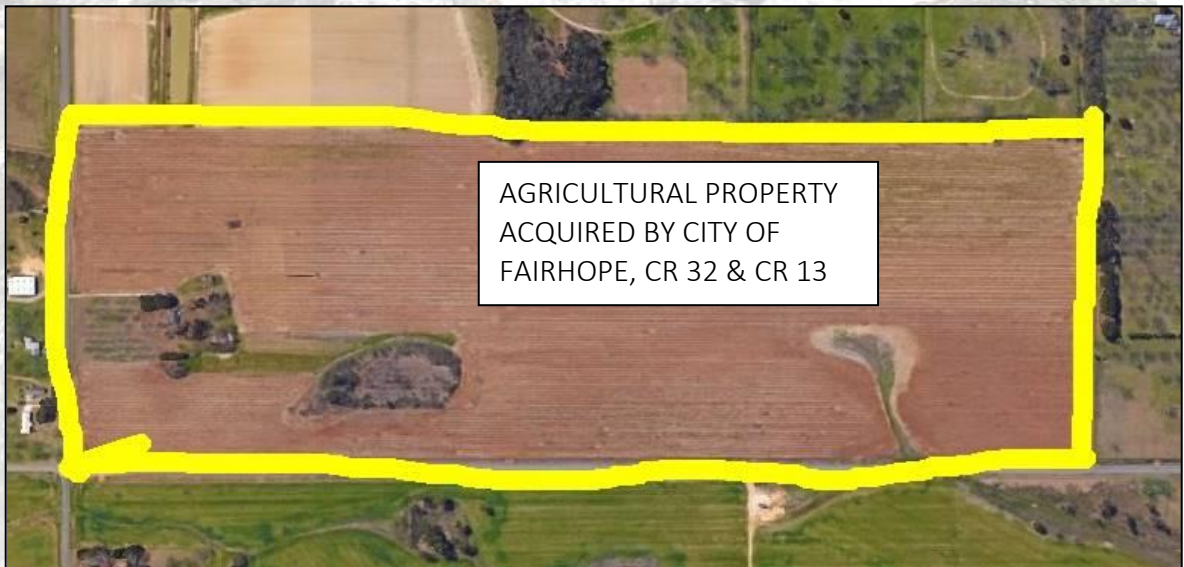 AGRICULTURAL PROPERTY
ACQUIRED BY CITY OF
FAIRHOPE, CR 32 & CR 13